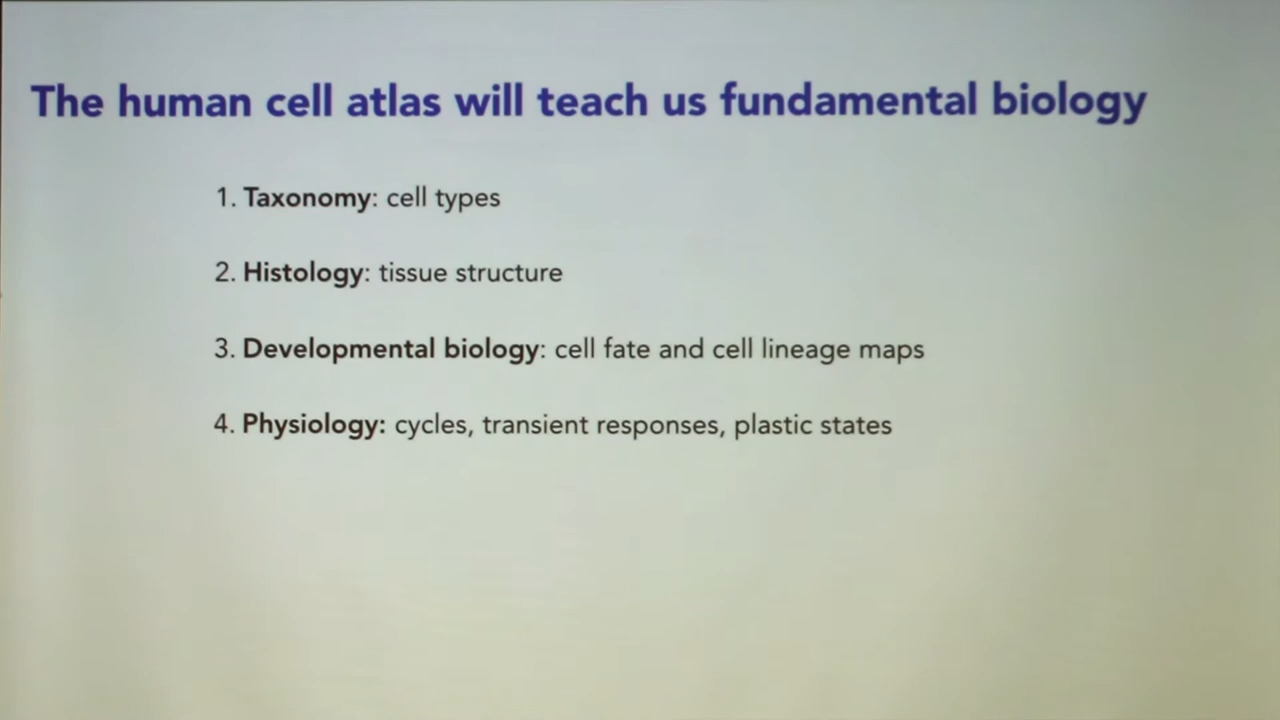 The human cell atlas will teach us fundamental biology
1. Taxonomy: cell types
2. Histology: tissue structure
3. Developmental biology: cell fate and cell lineage maps
4. Physiology: cycles, transient responses, plastic states